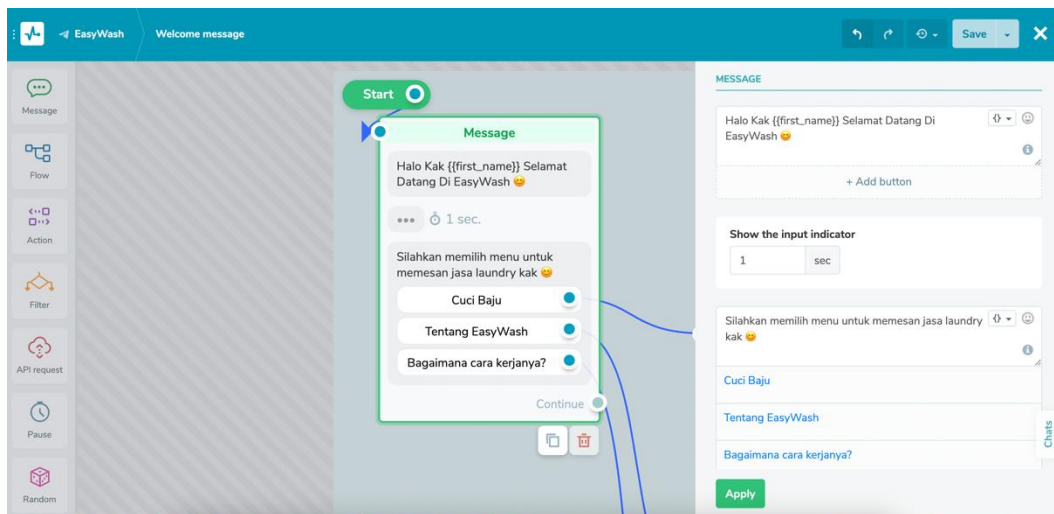 EasyWash
Welcome message
Save
Message
Flow
Action
Filter
API request
Pause
Random
Start
Message
Halo Kak {{first_name}} Selamat
Datang Di EasyWash 😊
1 sec.
Silahkan memilih menu untuk
memesan jasa laundry kak 😊
Cuci Baju
Tentang EasyWash
Bagaimana cara kerjanya?
Continue
MESSAGE
Halo Kak {{first_name}} Selamat Datang Di
EasyWash 😊
+ Add button
Show the input indicator
1 sec
Silahkan memilih menu untuk memesan jasa laundry
kak 😊
Cuci Baju
Tentang EasyWash
Bagaimana cara kerjanya?
Apply
Chats